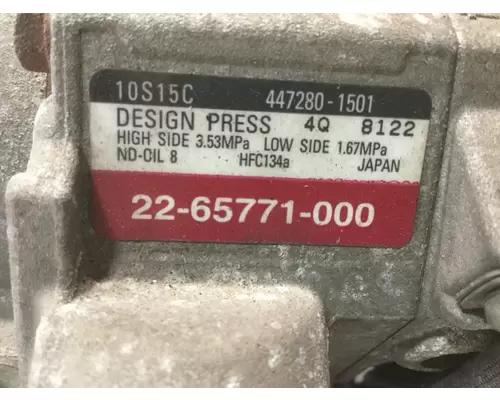 10S15C 447280-1501
DESIGN PRESS 4Q 8122
HIGH SIDE 3.53MPa LOW SIDE 1.67MPa
ND-OIL 8 HFC134a JAPAN
22-65771-000